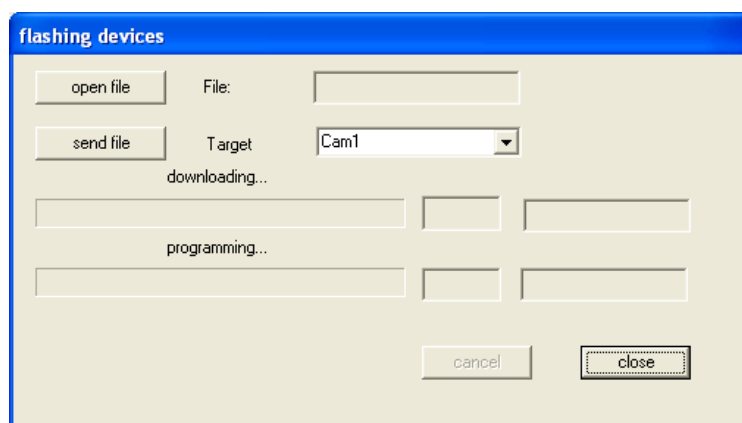 flashing devices
open file File:
send file Target Cam1
downloading...
programming...
cancel close